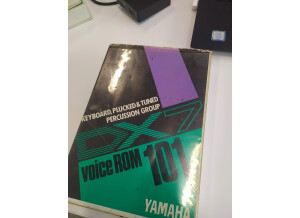 KEYBOARD, PLUCKED & TUNED
PERCUSSION GROUP
DX7
voice ROM 101
YAMAHA